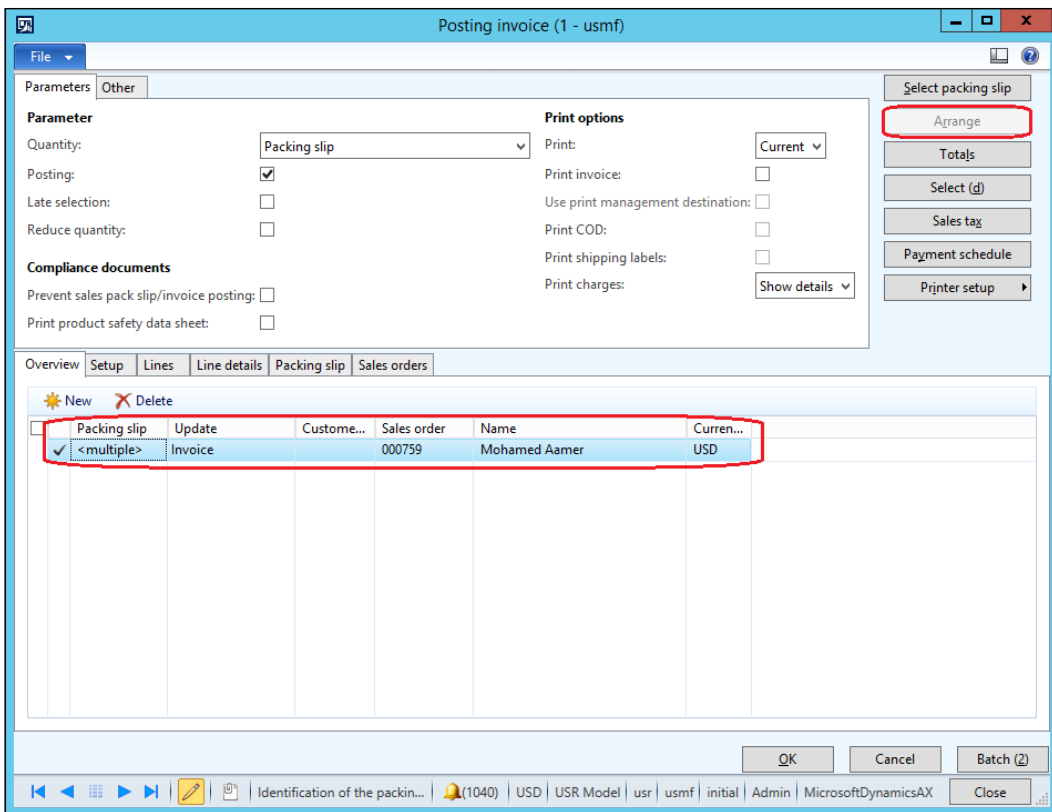 Posting invoice (1 - usmf)
File
Parameters Other
Parameter
Quantity: Packing slip
Posting:
Late selection:
Reduce quantity:
Compliance documents
Prevent sales pack slip/invoice posting:
Print product safety data sheet:
Print options
Print: Current
Print invoice:
Use print management destination:
Print COD:
Print shipping labels:
Print charges: Show details
Select packing slip
Arrange
Totals
Select (d)
Sales tax
Payment schedule
Printer setup
Overview Setup Lines Line details Packing slip Sales orders
New Delete
Packing slip Update Custome... Sales order Name Curren...
<multiple> Invoice 000759 Mohamed Aamer USD
OK Cancel Batch (2)
Identification of the packin... (1040) USD USR Model usr usmf initial Admin MicrosoftDynamicsAX Close